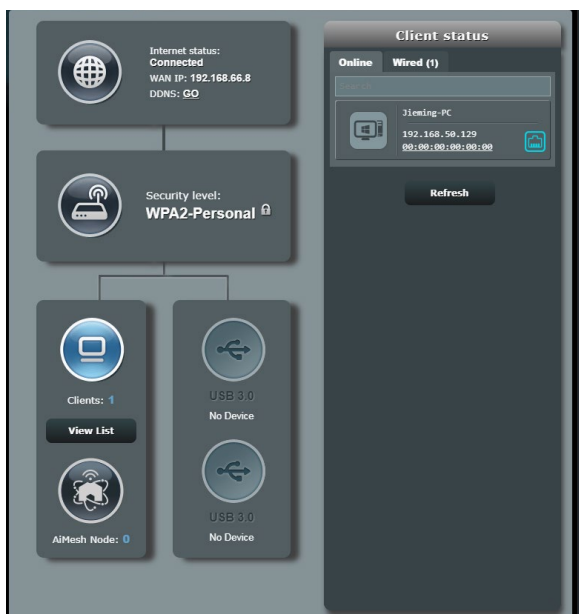 Internet status:
Connected
WAN IP: 192.168.66.8
DDNS: GO
Security level:
WPA2-Personal
Clients: 1
View List
AiMesh Node: 0
USB 3.0
No Device
USB 3.0
No Device
Client status
Online
Wired (1)
Search
Jieming-PC
192.168.50.129
00:00:00:00:00:00
Refresh